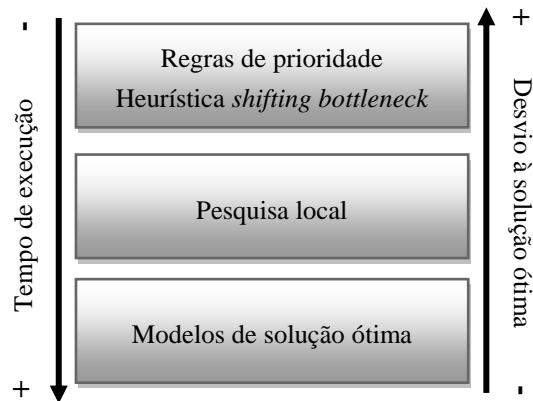 -
+
Regras de prioridade
Heurística shifting bottleneck
Tempo de execução
Pesquisa local
Desvio à solução ótima
Modelos de solução ótima
+
-